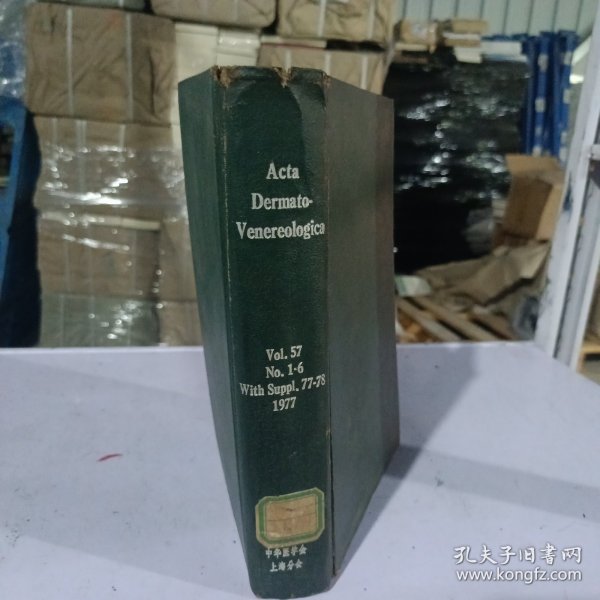 Acta
Dermato-
Venereologica
Vol. 57
No. 1-6
With Suppl. 77-78
1977
中华医学会
上海分会
孔夫子旧书网
www.kongfz.com